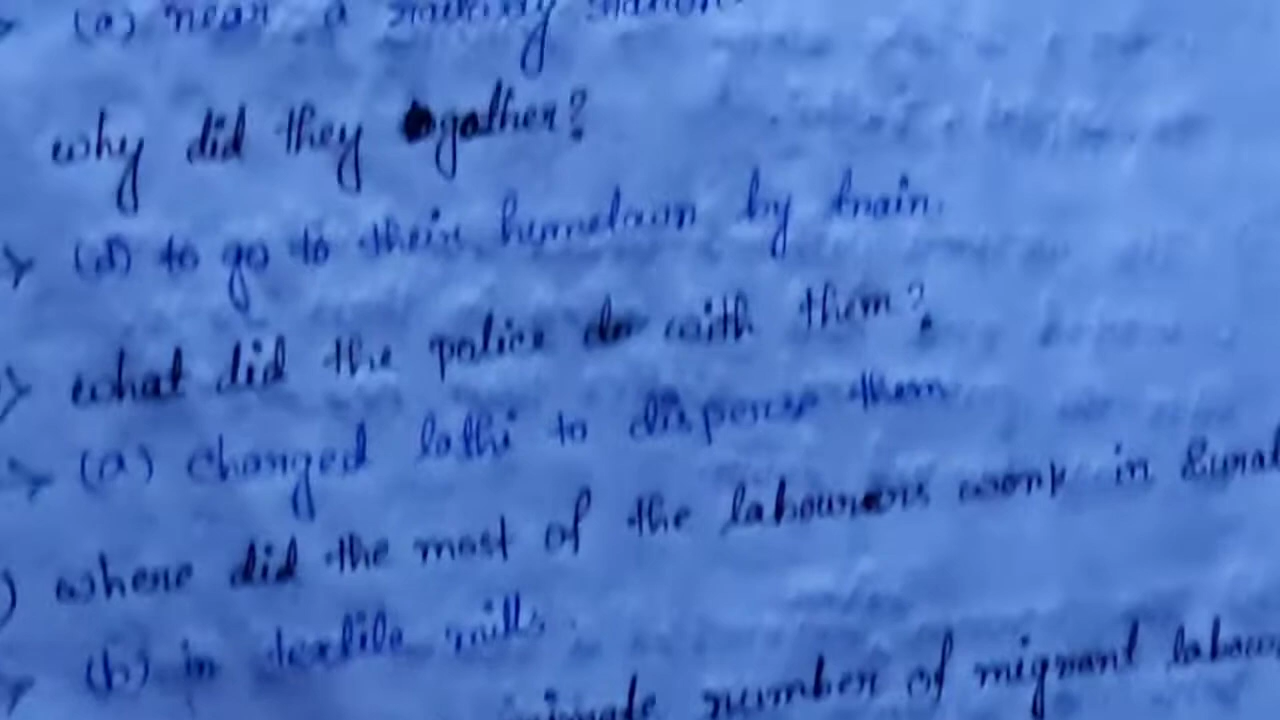 (a) near a
why did they gather?
(d) to go to their hometown by train.
what did the police do with them?
(a) charged lathi to disperse them
where did the most of the labourers work in Surat
(b) in textile mills.
number of migrant labour